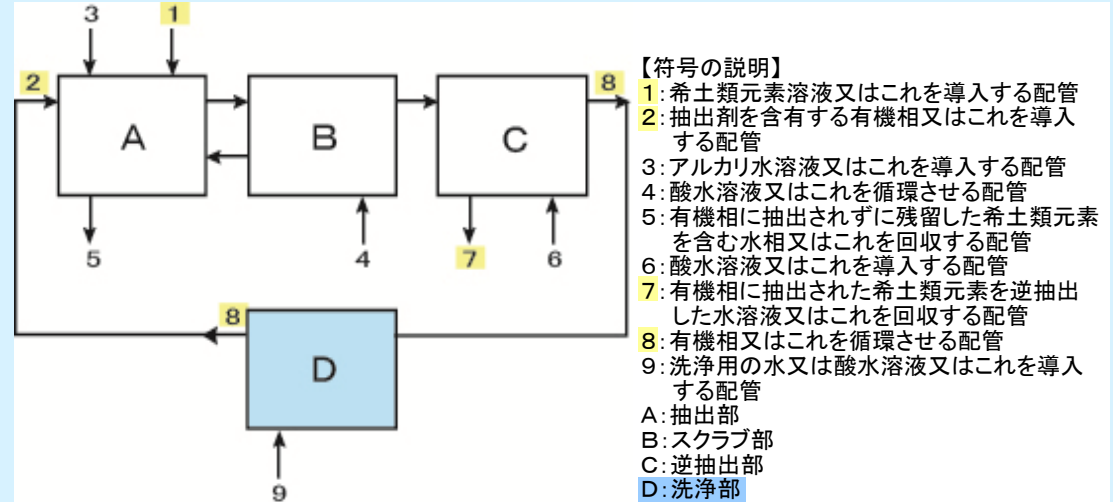 3
1
2
8
A
B
C
5
4
7
6
8
D
9
【符号の説明】
1:希土類元素溶液又はこれを導入する配管
2:抽出剤を含有する有機相又はこれを導入
する配管
3:アルカリ水溶液又はこれを導入する配管
4:酸水溶液又はこれを循環させる配管
5:有機相に抽出されずに残留した希土類元素
を含む水相又はこれを回収する配管
6:酸水溶液又はこれを導入する配管
7:有機相に抽出された希土類元素を逆抽出
した水溶液又はこれを回収する配管
8:有機相又はこれを循環させる配管
9:洗浄用の水又は酸水溶液又はこれを導入
する配管
A:抽出部
B:スクラブ部
C:逆抽出部
D:洗浄部